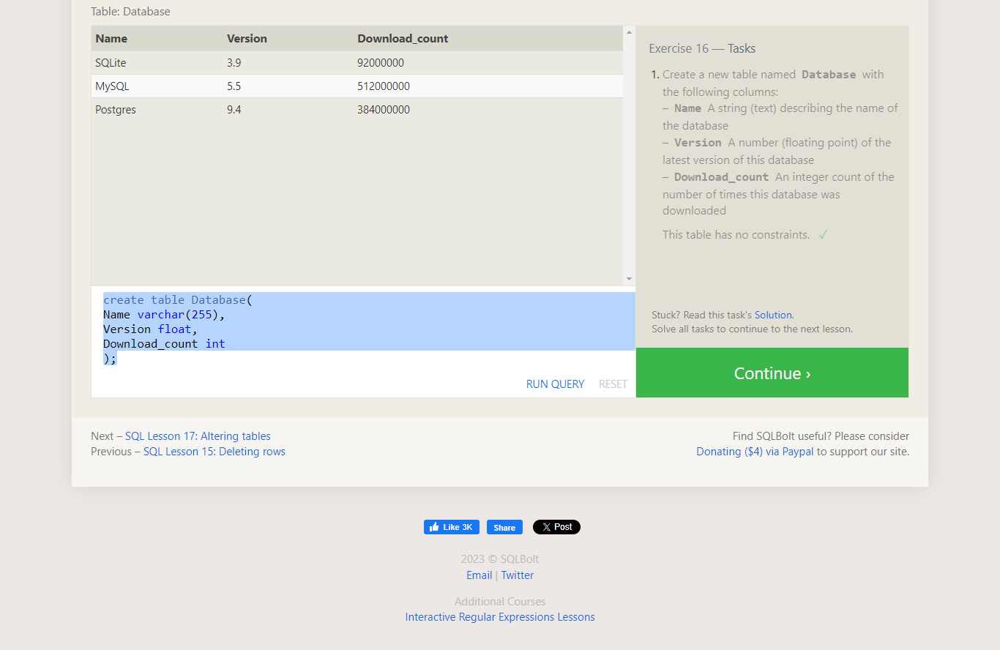 Table: Database
Name Version Download_count
SQLite 3.9 92000000
MySQL 5.5 512000000
Postgres 9.4 384000000
create table Database(
Name varchar(255),
Version float,
Download_count int
);
RUN QUERY RESET
Exercise 16 — Tasks
1. Create a new table named Database with
the following columns:
– Name A string (text) describing the name of
the database
– Version A number (floating point) of the
latest version of this database
– Download_count An integer count of the
number of times this database was
downloaded
This table has no constraints. ✓
Stuck? Read this task's Solution.
Solve all tasks to continue to the next lesson.
Continue ›
Next – SQL Lesson 17: Altering tables
Previous – SQL Lesson 15: Deleting rows
Find SQLBolt useful? Please consider
Donating ($4) via Paypal to support our site.
Like 3K Share X Post
2023 © SQLBolt
Email | Twitter
Additional Courses
Interactive Regular Expressions Lessons